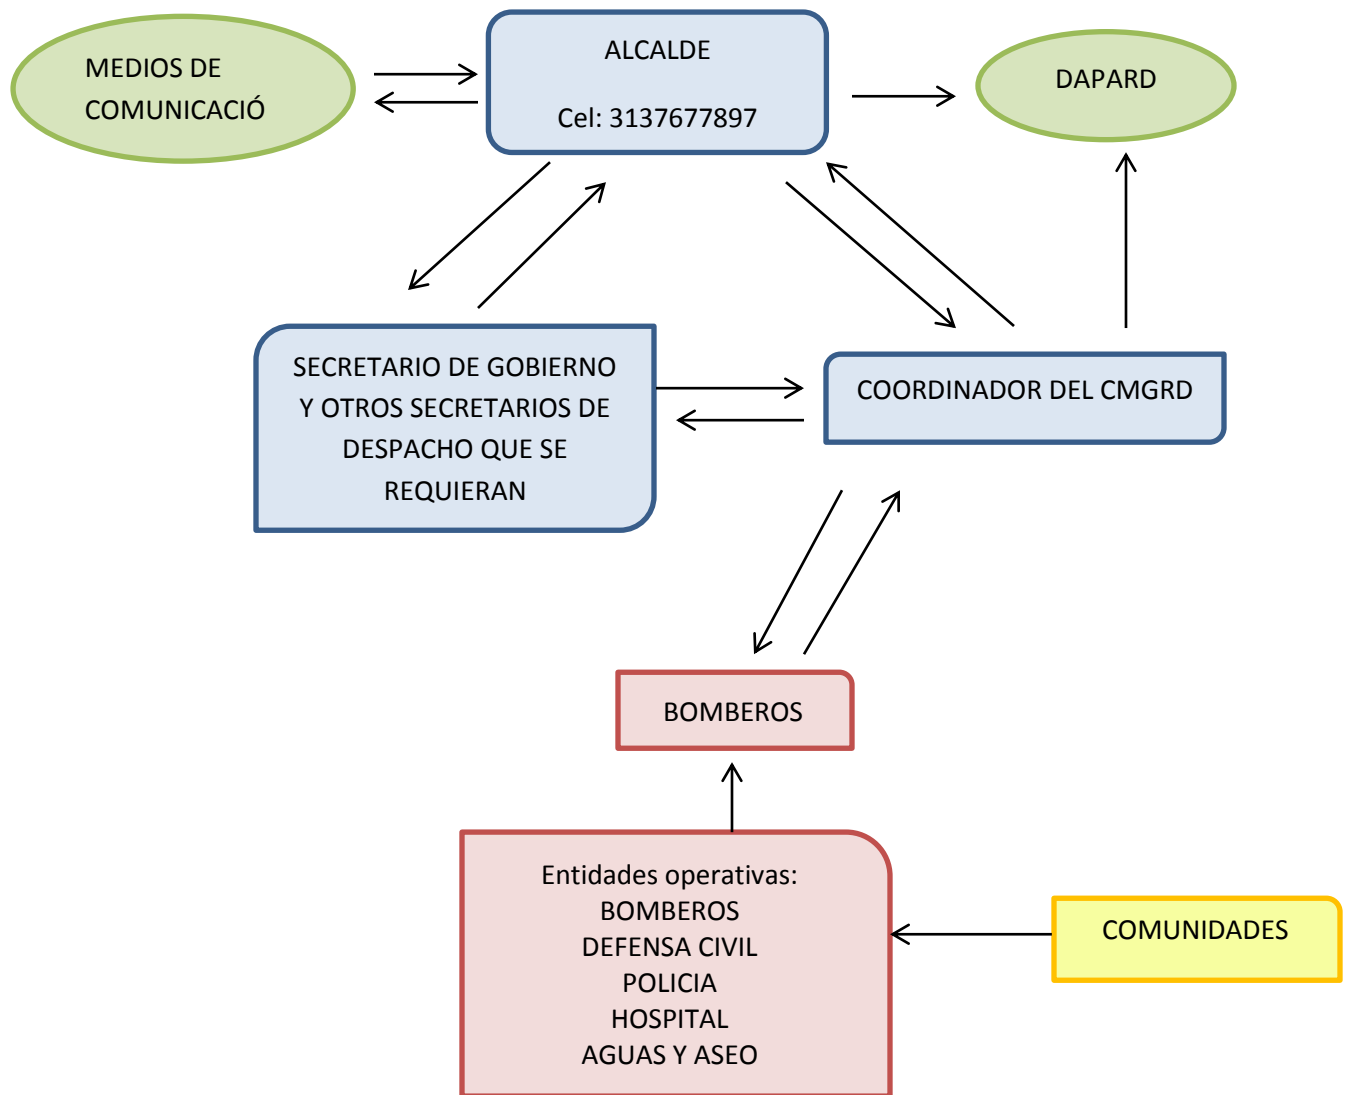 MEDIOS DE
COMUNICACIÓ
ALCALDE
Cel: 3137677897
DAPARD
SECRETARIO DE GOBIERNO
Y OTROS SECRETARIOS DE
DESPACHO QUE SE
REQUIERAN
COORDINADOR DEL CMGRD
BOMBEROS
Entidades operativas:
BOMBEROS
DEFENSA CIVIL
POLICIA
HOSPITAL
AGUAS Y ASEO
COMUNIDADES